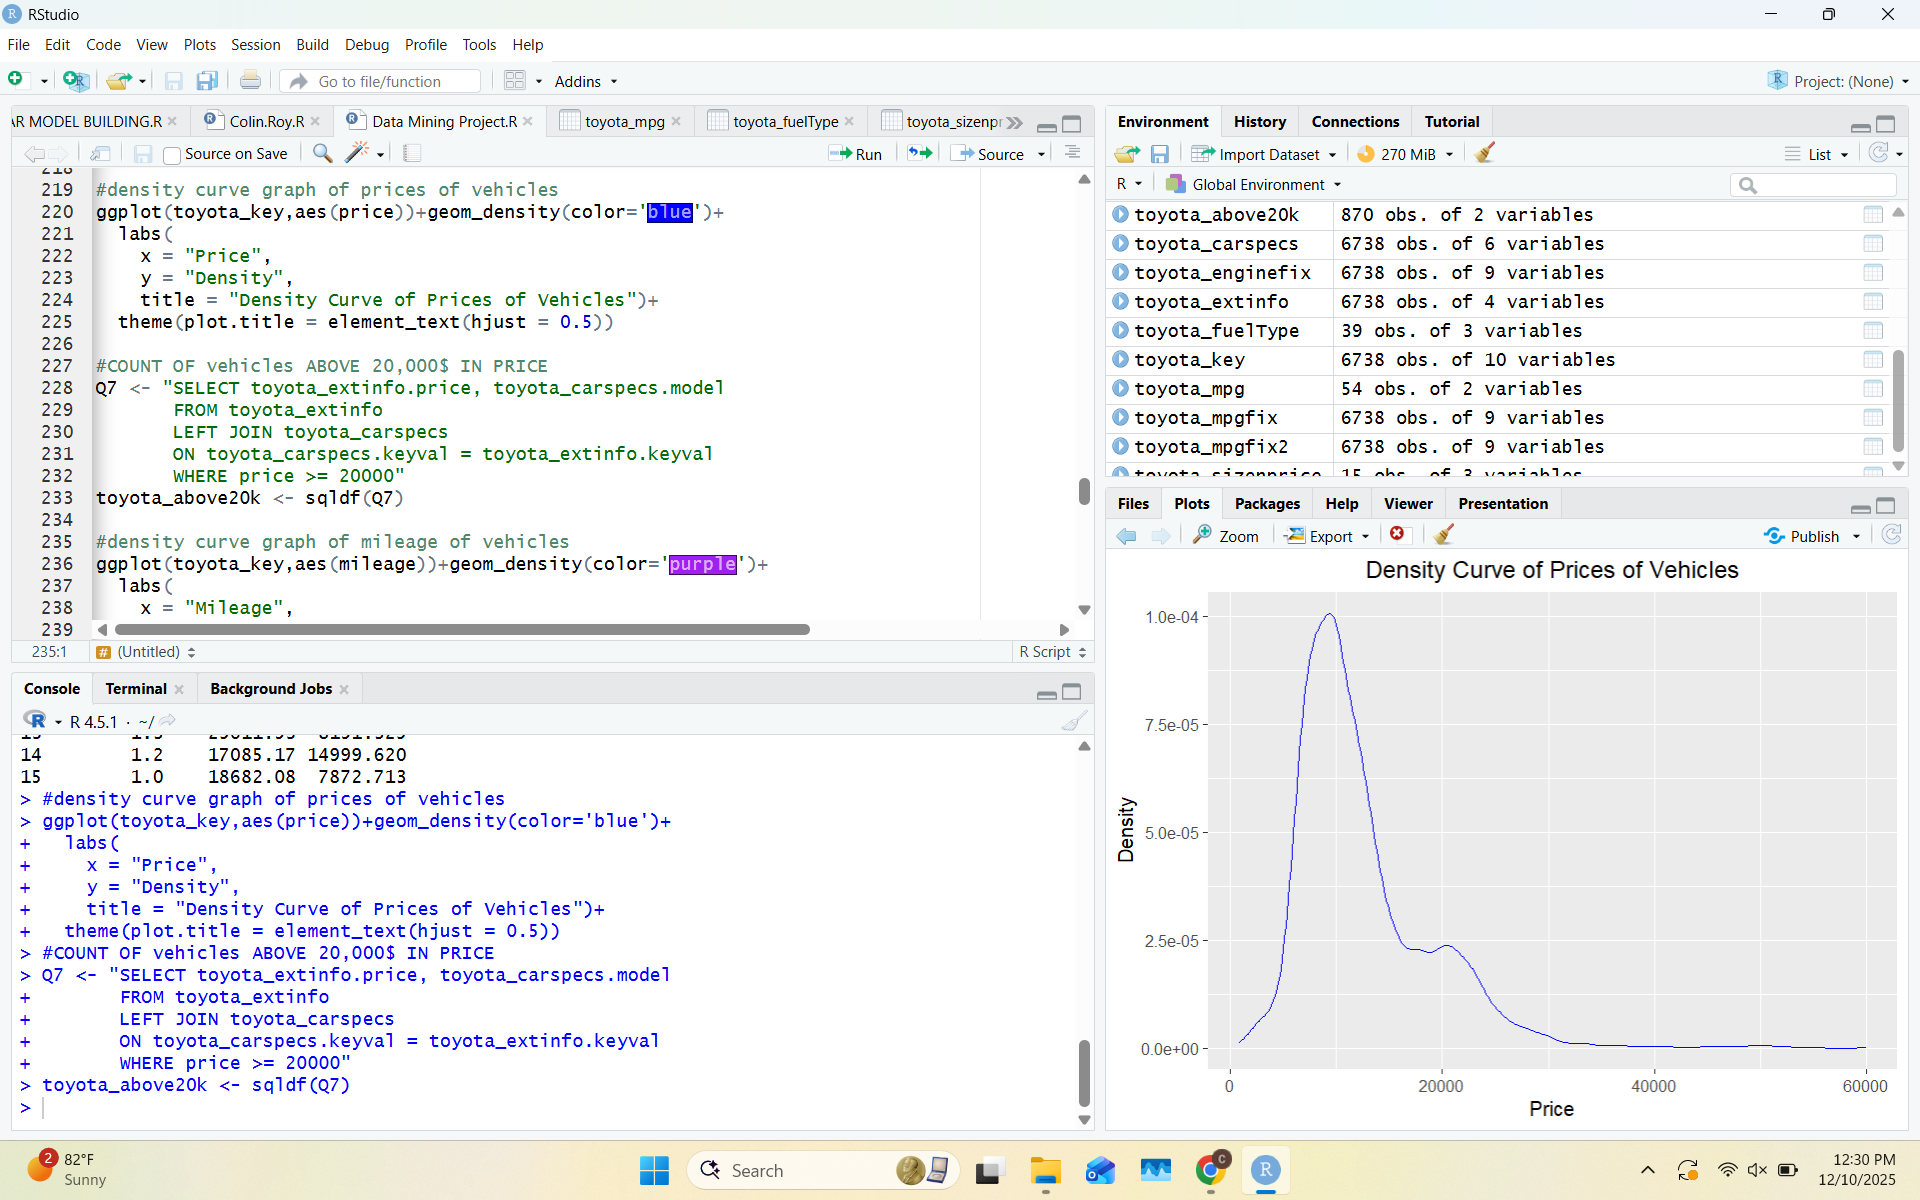 RStudio
File Edit Code View Plots Session Build Debug Profile Tools Help
Go to file/function Addins Project: (None)
AR MODEL BUILDING.R Colin.Roy.R Data Mining Project.R toyota_mpg toyota_fuelType toyota_sizenpr
Source on Save Run Source
218
219 #density curve graph of prices of vehicles
220 ggplot(toyota_key,aes(price))+geom_density(color='blue')+
221 labs(
222 x = "Price",
223 y = "Density",
224 title = "Density Curve of Prices of Vehicles")+
225 theme(plot.title = element_text(hjust = 0.5))
226
227 #COUNT OF vehicles ABOVE 20,000$ IN PRICE
228 Q7 <- "SELECT toyota_extinfo.price, toyota_carspecs.model
229 FROM toyota_extinfo
230 LEFT JOIN toyota_carspecs
231 ON toyota_carspecs.keyval = toyota_extinfo.keyval
232 WHERE price >= 20000"
233 toyota_above20k <- sqldf(Q7)
234
235 #density curve graph of mileage of vehicles
236 ggplot(toyota_key,aes(mileage))+geom_density(color='purple')+
237 labs(
238 x = "Mileage",
239
235:1 # (Untitled) R Script
Console Terminal Background Jobs
R 4.5.1 · ~/
14 1.2 17085.17 14999.620
15 1.0 18682.08 7872.713
> #density curve graph of prices of vehicles
> ggplot(toyota_key,aes(price))+geom_density(color='blue')+
+ labs(
+ x = "Price",
+ y = "Density",
+ title = "Density Curve of Prices of Vehicles")+
+ theme(plot.title = element_text(hjust = 0.5))
> #COUNT OF vehicles ABOVE 20,000$ IN PRICE
> Q7 <- "SELECT toyota_extinfo.price, toyota_carspecs.model
+ FROM toyota_extinfo
+ LEFT JOIN toyota_carspecs
+ ON toyota_carspecs.keyval = toyota_extinfo.keyval
+ WHERE price >= 20000"
> toyota_above20k <- sqldf(Q7)
>
Environment History Connections Tutorial
Import Dataset 270 MiB List
R Global Environment
toyota_above20k 870 obs. of 2 variables
toyota_carspecs 6738 obs. of 6 variables
toyota_enginefix 6738 obs. of 9 variables
toyota_extinfo 6738 obs. of 4 variables
toyota_fuelType 39 obs. of 3 variables
toyota_key 6738 obs. of 10 variables
toyota_mpg 54 obs. of 2 variables
toyota_mpgfix 6738 obs. of 9 variables
toyota_mpgfix2 6738 obs. of 9 variables
toyota_sizenprice 15 obs. of 3 variables
Files Plots Packages Help Viewer Presentation
Zoom Export Publish
Density Curve of Prices of Vehicles
1.0e-04
7.5e-05
5.0e-05
2.5e-05
0.0e+00
Density
0 20000 40000 60000
Price
2 82°F
Sunny
Search
C
R
12:30 PM
12/10/2025